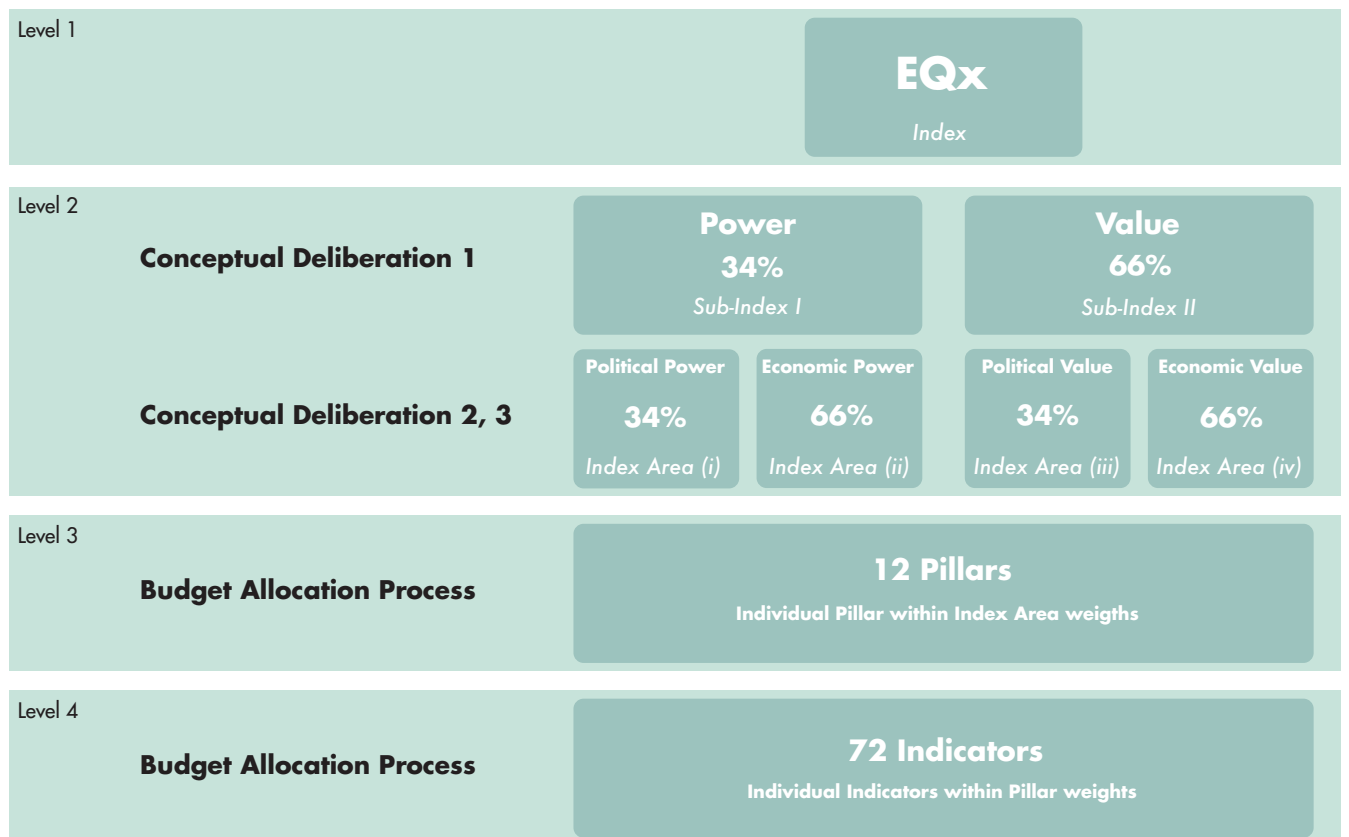 Level 1
EQx
Index
Level 2
Conceptual Deliberation 1
Power
34%
Sub-Index I
Value
66%
Sub-Index II
Conceptual Deliberation 2, 3
Political Power
34%
Index Area (i)
Economic Power
66%
Index Area (ii)
Political Value
34%
Index Area (iii)
Economic Value
66%
Index Area (iv)
Level 3
Budget Allocation Process
12 Pillars
Individual Pillar within Index Area weigths
Level 4
Budget Allocation Process
72 Indicators
Individual Indicators within Pillar weights